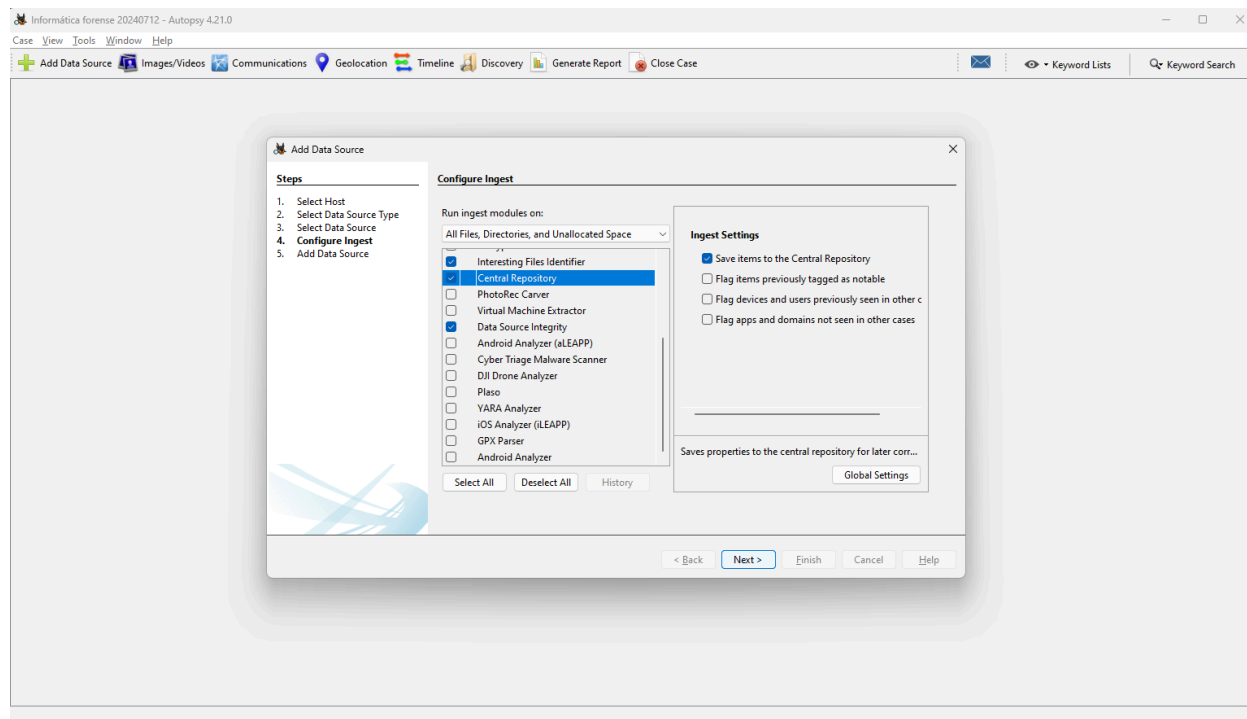 Informática forense 20240712 - Autopsy 4.21.0
Case View Tools Window Help
Add Data Source Images/Videos Communications Geolocation Timeline Discovery Generate Report Close Case Keyword Lists Keyword Search
Add Data Source
Steps
1. Select Host
2. Select Data Source Type
3. Select Data Source
4. Configure Ingest
5. Add Data Source
Configure Ingest
Run ingest modules on:
All Files, Directories, and Unallocated Space
Interesting Files Identifier
Central Repository
PhotoRec Carver
Virtual Machine Extractor
Data Source Integrity
Android Analyzer (aLEAPP)
Cyber Triage Malware Scanner
DJI Drone Analyzer
Plaso
YARA Analyzer
iOS Analyzer (iLEAPP)
GPX Parser
Android Analyzer
Select All Deselect All History
Ingest Settings
Save items to the Central Repository
Flag items previously tagged as notable
Flag devices and users previously seen in other c
Flag apps and domains not seen in other cases
Saves properties to the central repository for later corr...
Global Settings
< Back Next > Finish Cancel Help